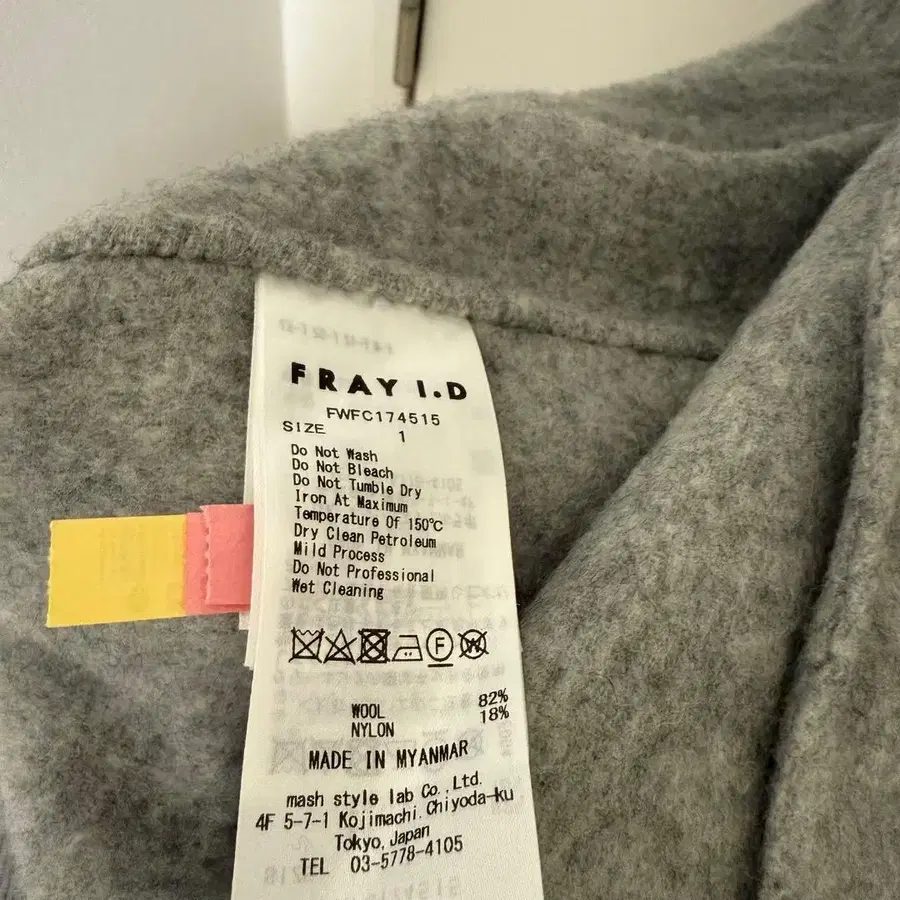 FRAY I.D
FWFC174515
SIZE 1
Do Not Wash
Do Not Bleach
Do Not Tumble Dry
Iron At Maximum
Temperature Of 150℃
Dry Clean Petroleum
Mild Process
Do Not Professional
Wet Cleaning
F W
WOOL 82%
NYLON 18%
MADE IN MYANMAR
mash style lab Co.,Ltd.
4F 5-7-1 Kojimachi.Chiyoda-ku
Tokyo,Japan
TEL 03-5778-4105